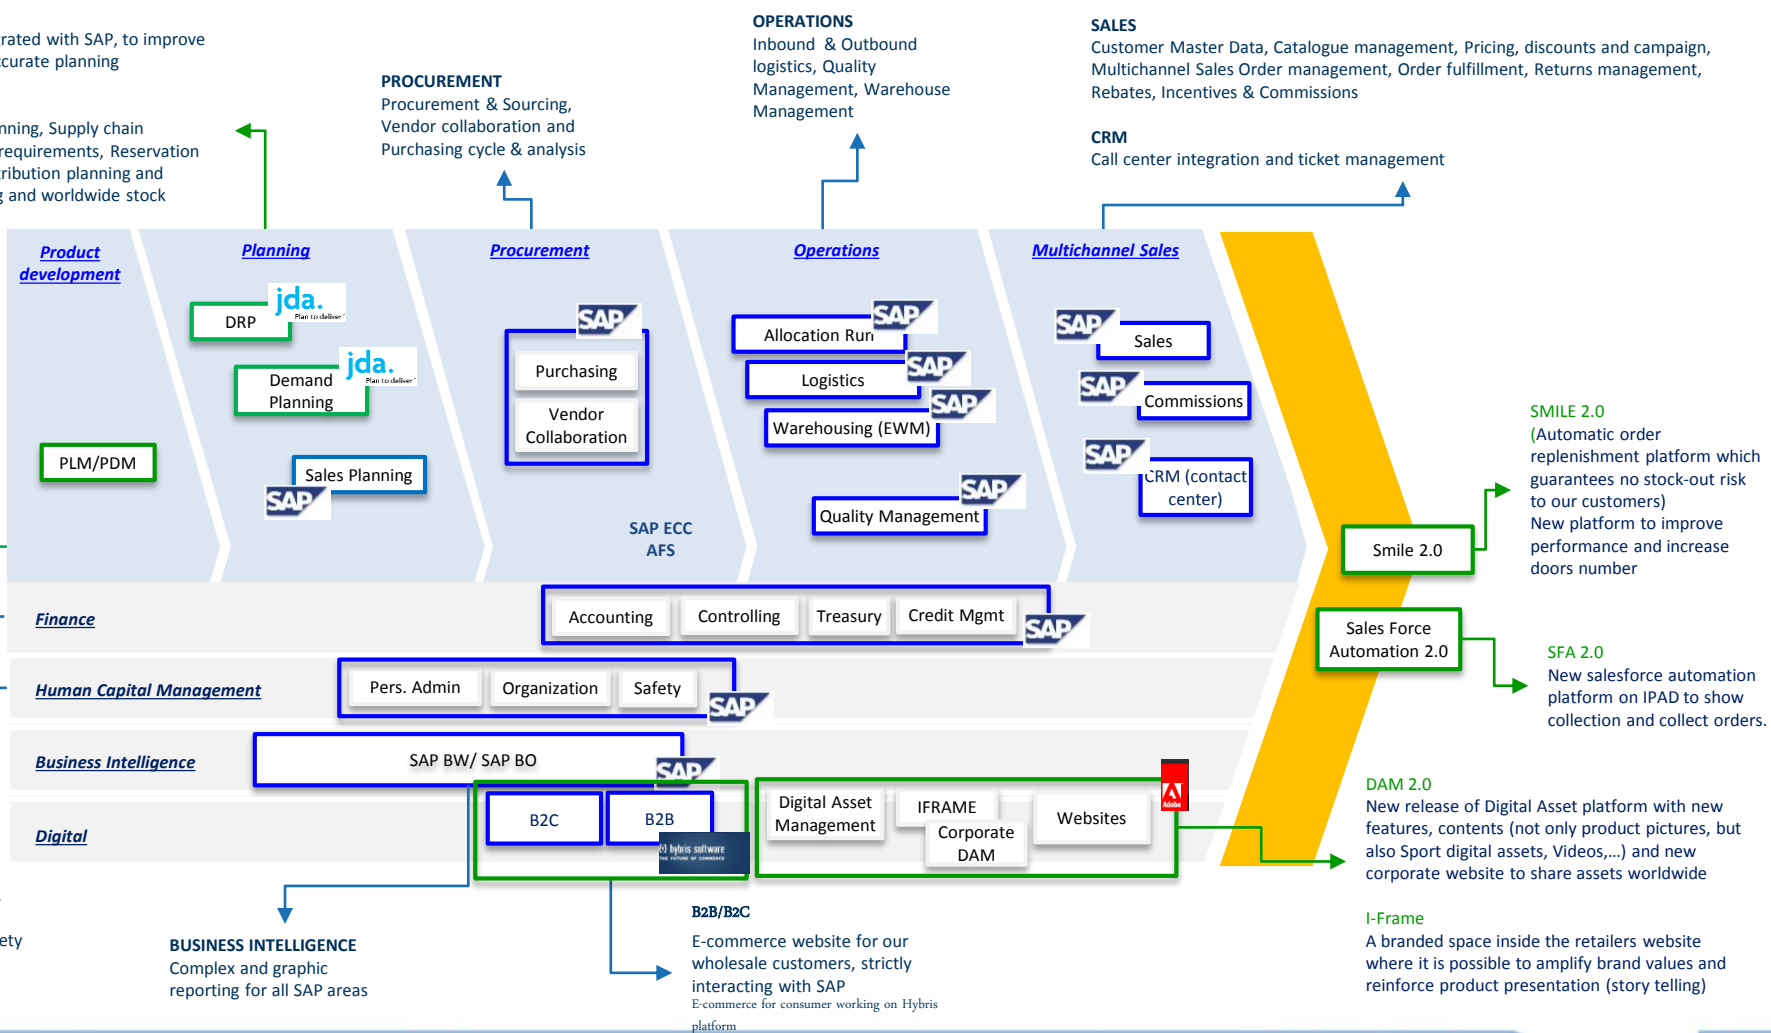 grated with SAP, to improve
ccurate planning
nning, Supply chain
requirements, Reservation
tribution planning and
g and worldwide stock
PROCUREMENT
Procurement & Sourcing,
Vendor collaboration and
Purchasing cycle & analysis
OPERATIONS
Inbound & Outbound
logistics, Quality
Management, Warehouse
Management
SALES
Customer Master Data, Catalogue management, Pricing, discounts and campaign,
Multichannel Sales Order management, Order fulfillment, Returns management,
Rebates, Incentives & Commissions
CRM
Call center integration and ticket management
Product
development
PLM/PDM
Planning
DRP
jda.
Plan to deliver
Demand
Planning
jda.
Plan to deliver
Sales Planning
SAP
Procurement
SAP
Purchasing
Vendor
Collaboration
SAP ECC
AFS
Operations
Allocation Run
SAP
Logistics
SAP
Warehousing (EWM)
SAP
Quality Management
SAP
Multichannel Sales
SAP
Sales
SAP
Commissions
SAP
CRM (contact
center)
Finance
Accounting
Controlling
Treasury
Credit Mgmt
SAP
Human Capital Management
Pers. Admin
Organization
Safety
SAP
Business Intelligence
SAP BW/ SAP BO
SAP
Digital
B2C
B2B
(h) hybris software
THE FUTURE OF COMMERCE
Digital Asset
Management
IFRAME
Corporate
DAM
Websites
Adobe
Smile 2.0
Sales Force
Automation 2.0
SMILE 2.0
(Automatic order
replenishment platform which
guarantees no stock-out risk
to our customers)
New platform to improve
performance and increase
doors number
SFA 2.0
New salesforce automation
platform on IPAD to show
collection and collect orders.
DAM 2.0
New release of Digital Asset platform with new
features, contents (not only product pictures, but
also Sport digital assets, Videos,...) and new
corporate website to share assets worldwide
I-Frame
A branded space inside the retailers website
where it is possible to amplify brand values and
reinforce product presentation (story telling)
ety
BUSINESS INTELLIGENCE
Complex and graphic
reporting for all SAP areas
B2B/B2C
E-commerce website for our
wholesale customers, strictly
interacting with SAP
E-commerce for consumer working on Hybris
platform